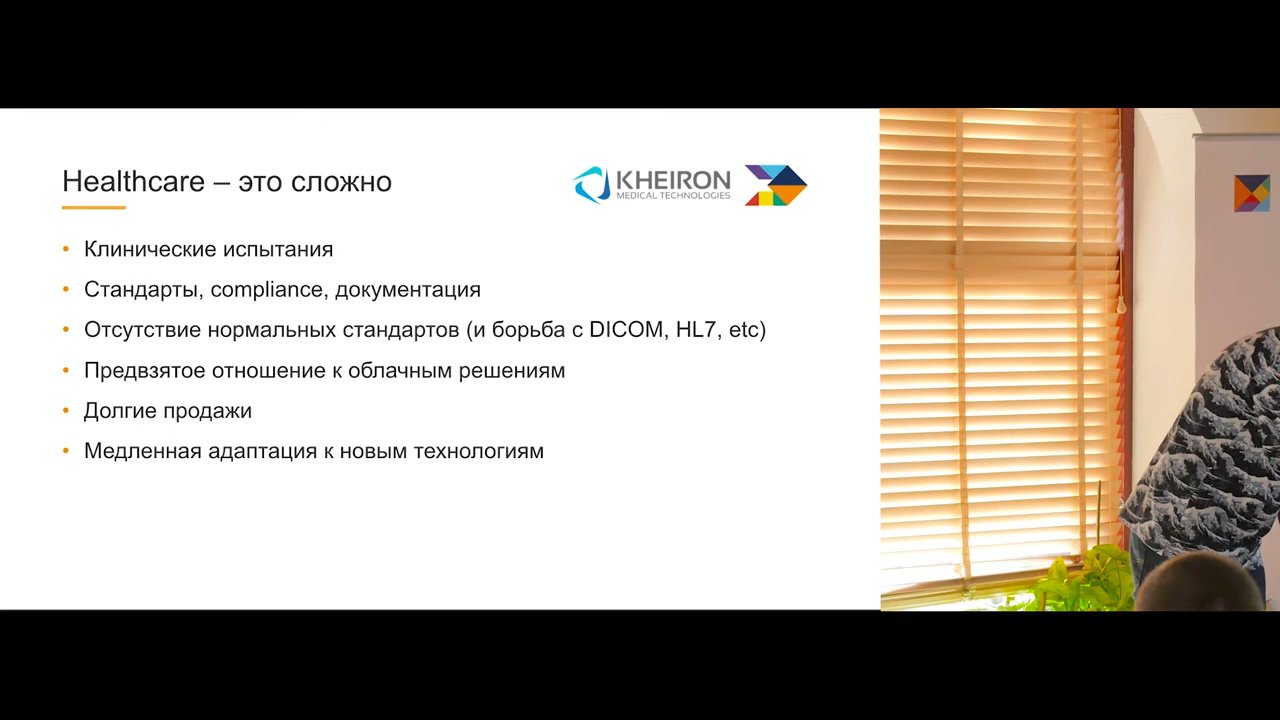 Healthcare – это сложно
KHEIRON
MEDICAL TECHNOLOGIES
• Клинические испытания
• Стандарты, compliance, документация
• Отсутствие нормальных стандартов (и борьба с DICOM, HL7, etc)
• Предвзятое отношение к облачным решениям
• Долгие продажи
• Медленная адаптация к новым технологиям